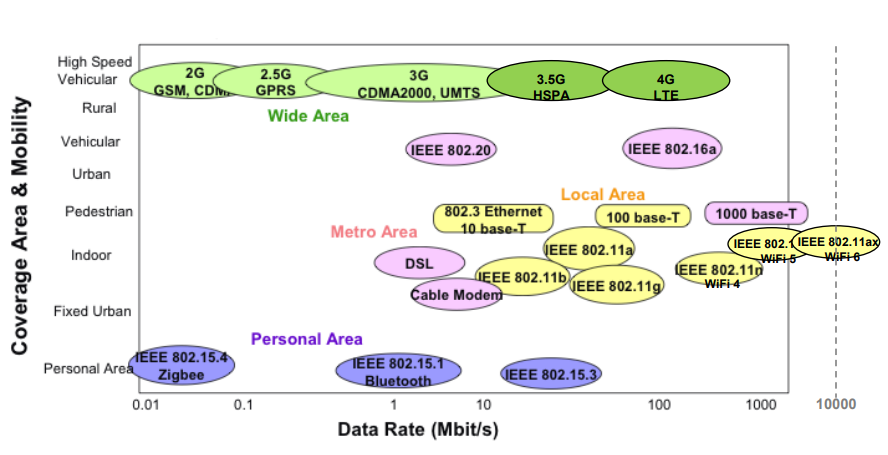 High Speed
Vehicular
2G
GSM, CDM
2.5G
GPRS
3G
CDMA2000, UMTS
3.5G
HSPA
4G
LTE
Rural
Wide Area
Vehicular
IEEE 802.20
IEEE 802.16a
Urban
Local Area
Pedestrian
802.3 Ethernet
10 base-T
100 base-T
1000 base-T
Metro Area
Indoor
DSL
IEEE 802.11a
IEEE 802.1
WiFi 5
IEEE 802.11ax
WiFi 6
IEEE 802.11b
IEEE 802.11g
IEEE 802.11n
WiFi 4
Cable Modem
Fixed Urban
Personal Area
Personal Area
IEEE 802.15.4
Zigbee
IEEE 802.15.1
Bluetooth
IEEE 802.15.3
0.01
0.1
1
10
100
1000
10000
Data Rate (Mbit/s)
Coverage Area & Mobility